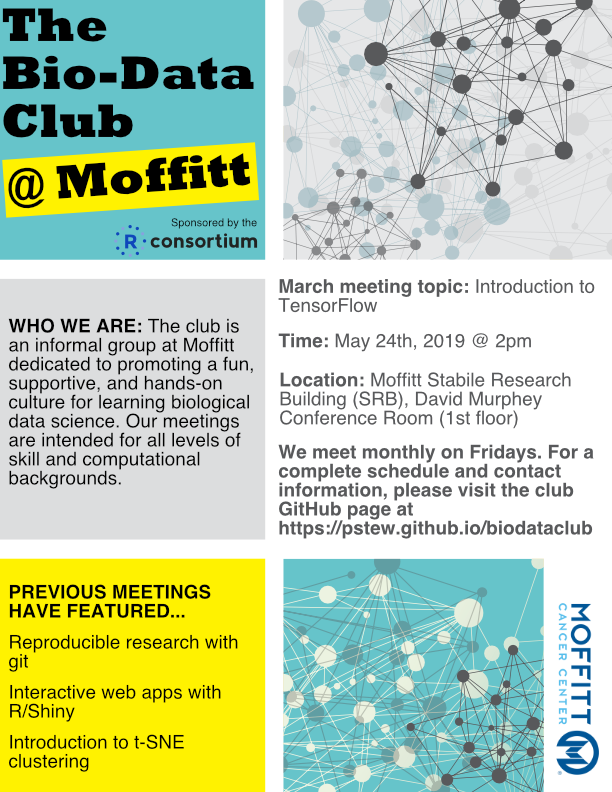 The
Bio-Data
Club
@ Moffitt
Sponsored by the
R consortium
WHO WE ARE: The club is
an informal group at Moffitt
dedicated to promoting a fun,
supportive, and hands-on
culture for learning biological
data science. Our meetings
are intended for all levels of
skill and computational
backgrounds.
March meeting topic: Introduction to
TensorFlow
Time: May 24th, 2019 @ 2pm
Location: Moffitt Stabile Research
Building (SRB), David Murphey
Conference Room (1st floor)
We meet monthly on Fridays. For a
complete schedule and contact
information, please visit the club
GitHub page at
https://pstew.github.io/biodataclub
PREVIOUS MEETINGS
HAVE FEATURED...
Reproducible research with
git
Interactive web apps with
R/Shiny
Introduction to t-SNE
clustering
MOFFITT
CANCER CENTER
M
®